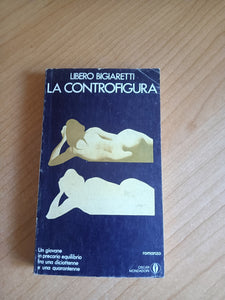 LIBERO BIGIARETTI
LA CONTROFIGURA
Un giovane
in precario equilibrio
fra una diciottenne
e una quarantenne
romanzo
OSCAR
MONDADORI